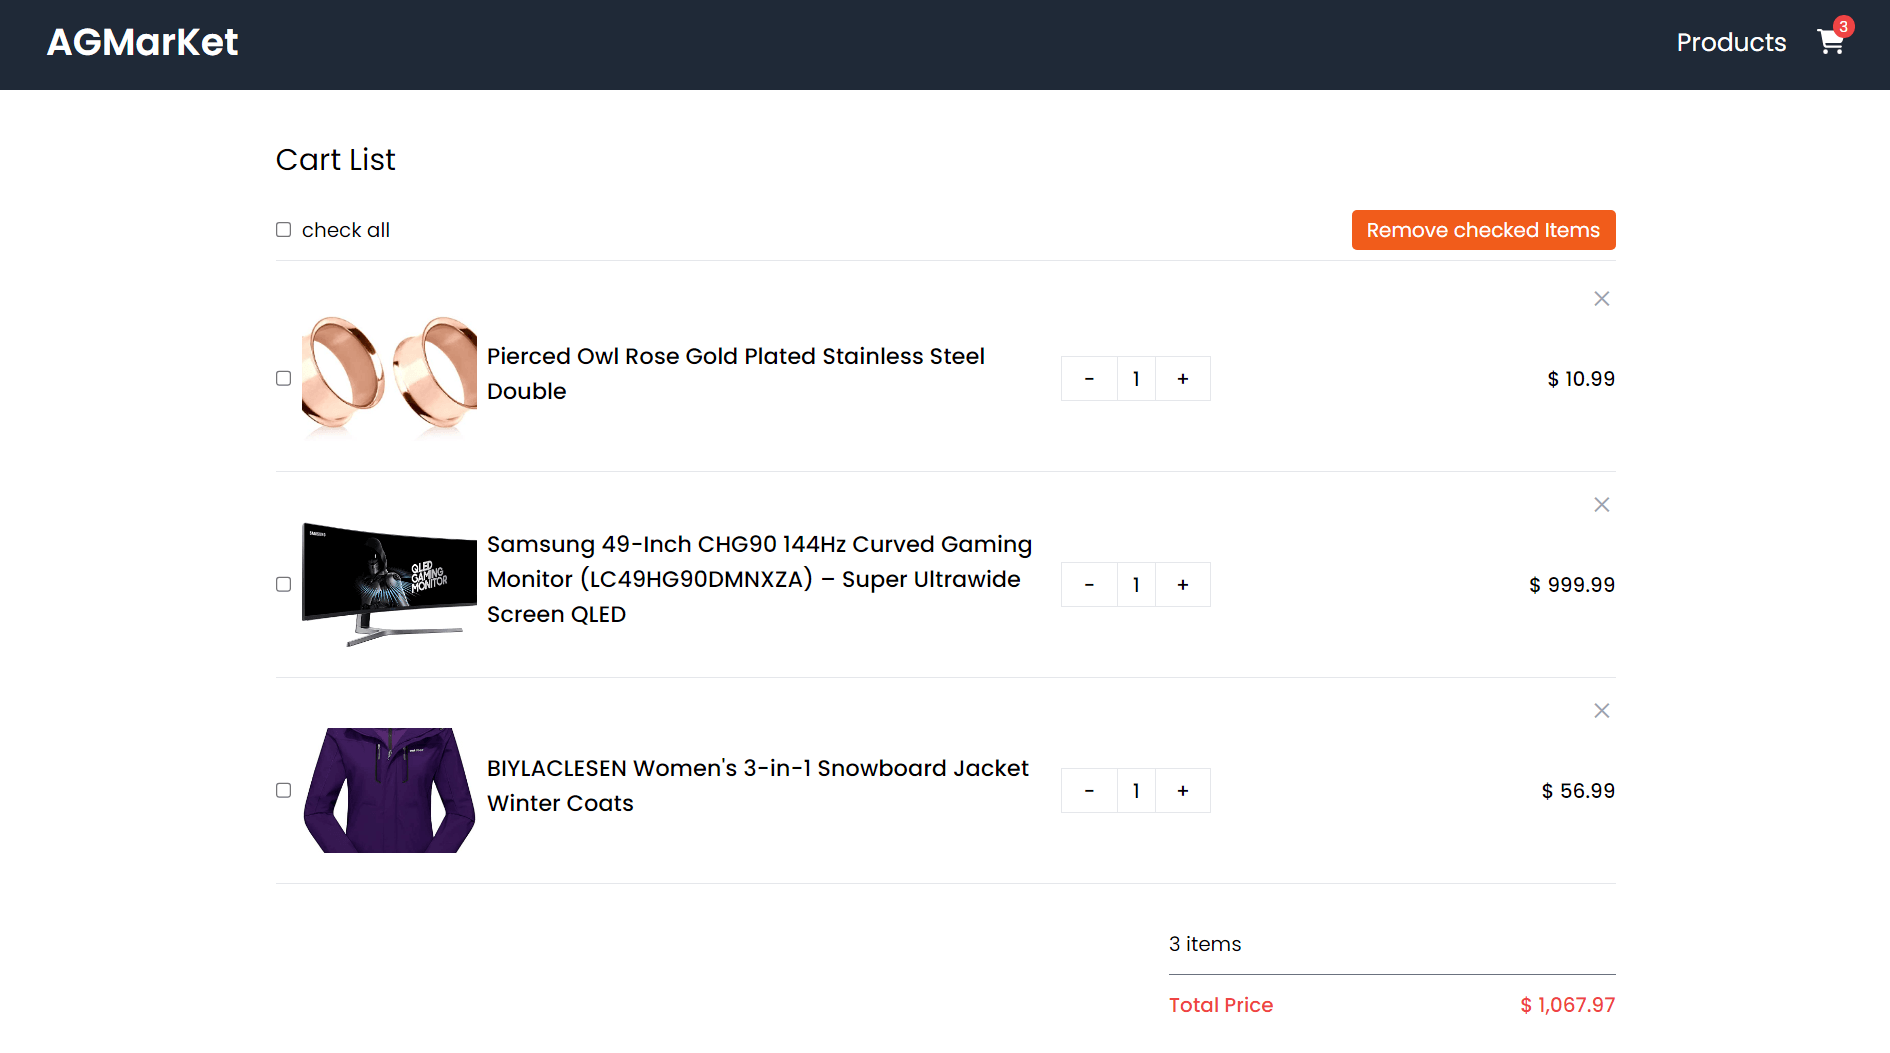 AGMarKet
Products
3
Cart List
check all
Remove checked Items
Pierced Owl Rose Gold Plated Stainless Steel
Double
- 1 +
$ 10.99
SAMSUNG
QLED
GAMING
MONITOR
Samsung 49-Inch CHG90 144Hz Curved Gaming
Monitor (LC49HG90DMNXZA) – Super Ultrawide
Screen QLED
- 1 +
$ 999.99
BIYLACLESEN Women's 3-in-1 Snowboard Jacket
Winter Coats
- 1 +
$ 56.99
3 items
Total Price
$ 1,067.97